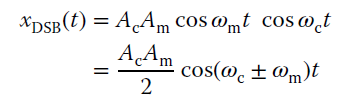 x_DSB(t) = A_c A_m cos ω_m t cos ω_c t
= A_c A_m / 2 cos(ω_c ± ω_m)t